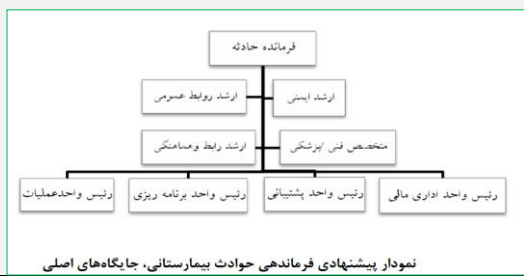 فرمانده حادثه
ارشد ایمنی
ارشد روابط عمومی
متخصص فنی /پزشکی
ارشد رابط وهماهنگی
رئیس واحد اداری مالی
رئیس واحد پشتیبانی
رئیس واحد برنامه ریزی
رئیس واحدعملیات
نمودار پیشنهادی فرماندهی حوادث بیمارستانی، جایگاه‌های اصلی